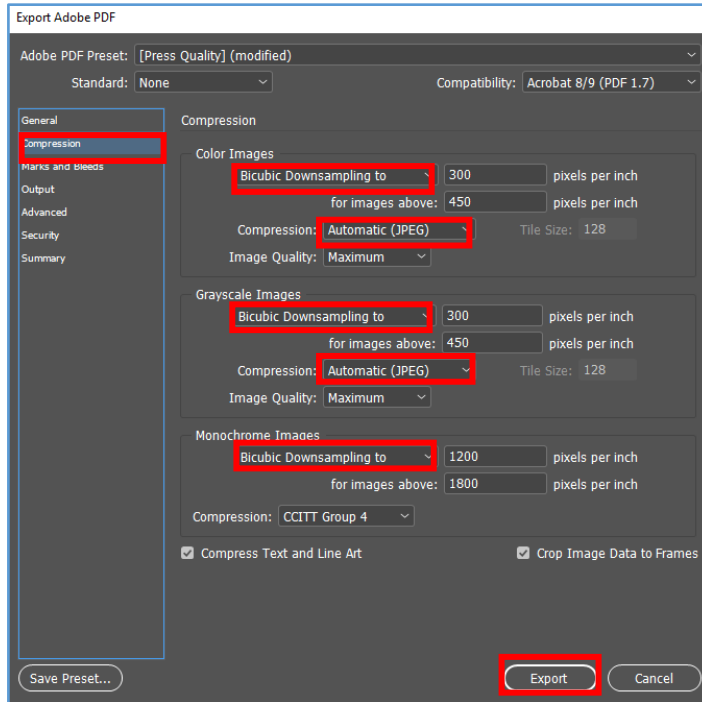 Export Adobe PDF
Adobe PDF Preset: [Press Quality] (modified)
Standard: None Compatibility: Acrobat 8/9 (PDF 1.7)
General
Compression
Marks and Bleeds
Output
Advanced
Security
Summary
Compression
Color Images
Bicubic Downsampling to 300 pixels per inch
for images above: 450 pixels per inch
Compression: Automatic (JPEG) Tile Size: 128
Image Quality: Maximum
Grayscale Images
Bicubic Downsampling to 300 pixels per inch
for images above: 450 pixels per inch
Compression: Automatic (JPEG) Tile Size: 128
Image Quality: Maximum
Monochrome Images
Bicubic Downsampling to 1200 pixels per inch
for images above: 1800 pixels per inch
Compression: CCITT Group 4
Compress Text and Line Art Crop Image Data to Frames
Save Preset... Export Cancel